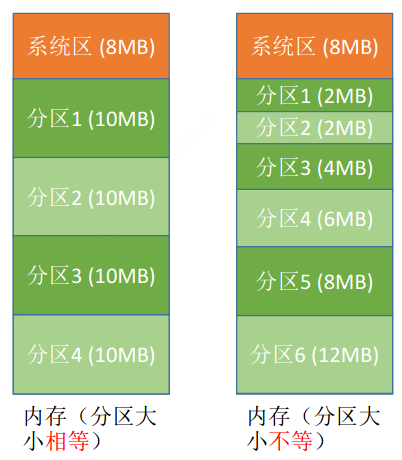 系统区 (8MB)
分区1 (10MB)
分区2 (10MB)
分区3 (10MB)
分区4 (10MB)
内存（分区大
小相等）
系统区 (8MB)
分区1 (2MB)
分区2 (2MB)
分区3 (4MB)
分区4 (6MB)
分区5 (8MB)
分区6 (12MB)
内存（分区大
小不等）